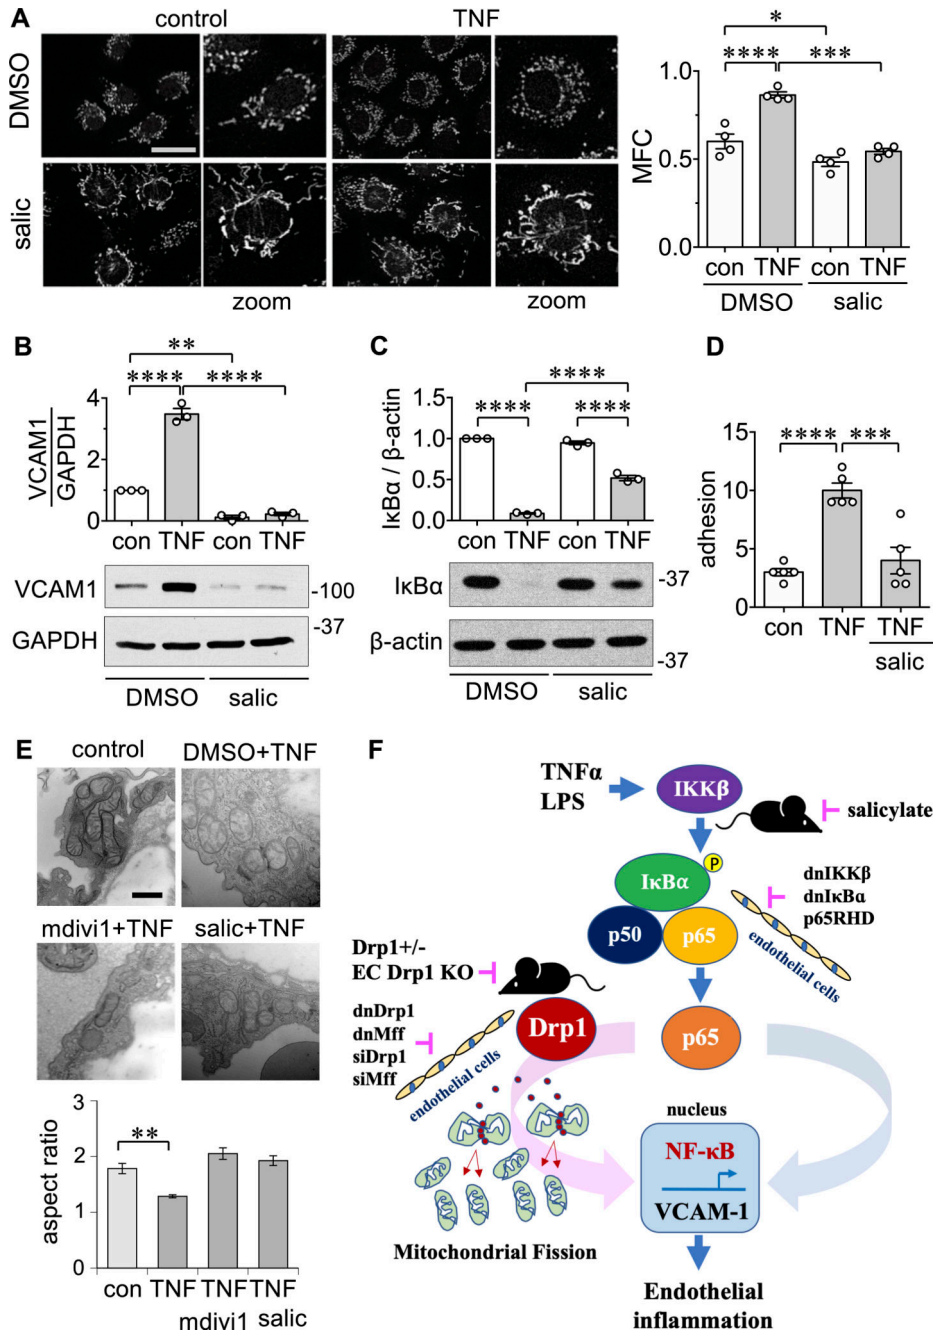 A
control
TNF
DMSO
salic
zoom
zoom
MFC
1.0
0.5
0.0
*
**** ***
con TNF con TNF
DMSO salic
B
**
**** ****
VCAM1
GAPDH
4
2
0
con TNF con TNF
VCAM1
-100
GAPDH
-37
DMSO salic
C
****
**** ****
IκBα / β-actin
1.5
1.0
0.5
0.0
con TNF con TNF
IκBα
-37
β-actin
-37
DMSO salic
D
**** ***
adhesion
15
10
5
0
con TNF TNF
salic
E
control DMSO+TNF
mdivi1+TNF salic+TNF
aspect ratio
3
2
1
0
**
con TNF TNF TNF
mdivi1 salic
F
TNFα
LPS
IKKβ
salicylate
P
IκBα
p50 p65
dnIKKβ
dnIκBα
p65RHD
endothelial cells
Drp1+/-
EC Drp1 KO
dnDrp1
dnMff
siDrp1
siMff
endothelial cells
Drp1
p65
nucleus
NF-κB
VCAM-1
Mitochondrial Fission
Endothelial
inflammation